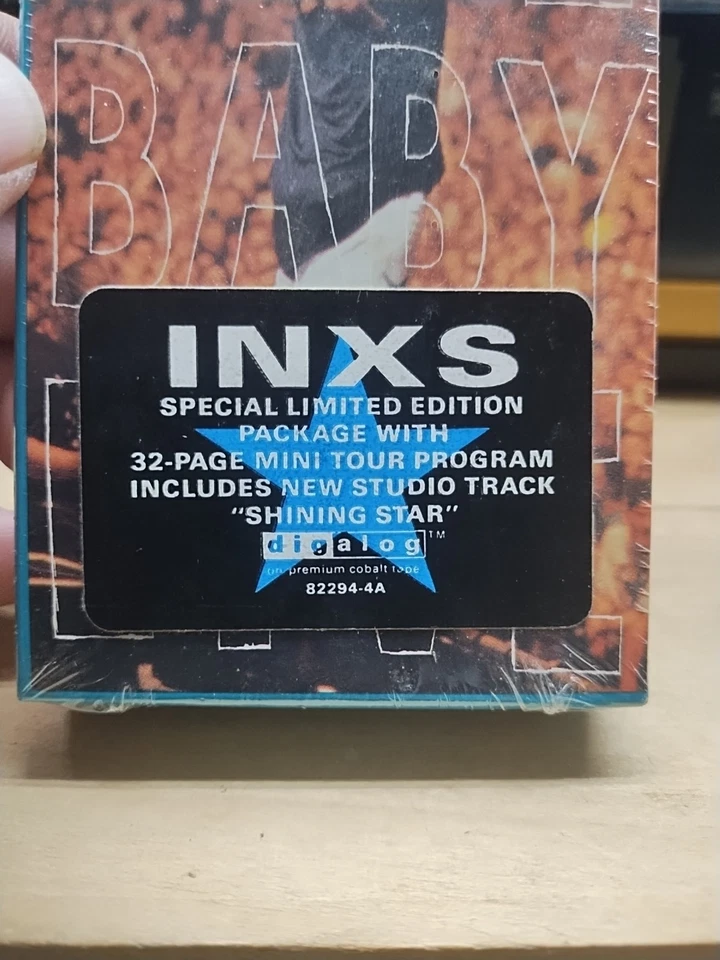 BABY
INXS
SPECIAL LIMITED EDITION
PACKAGE WITH
32-PAGE MINI TOUR PROGRAM
INCLUDES NEW STUDIO TRACK
"SHINING STAR"
digalog™
on premium cobalt tape
82294-4A